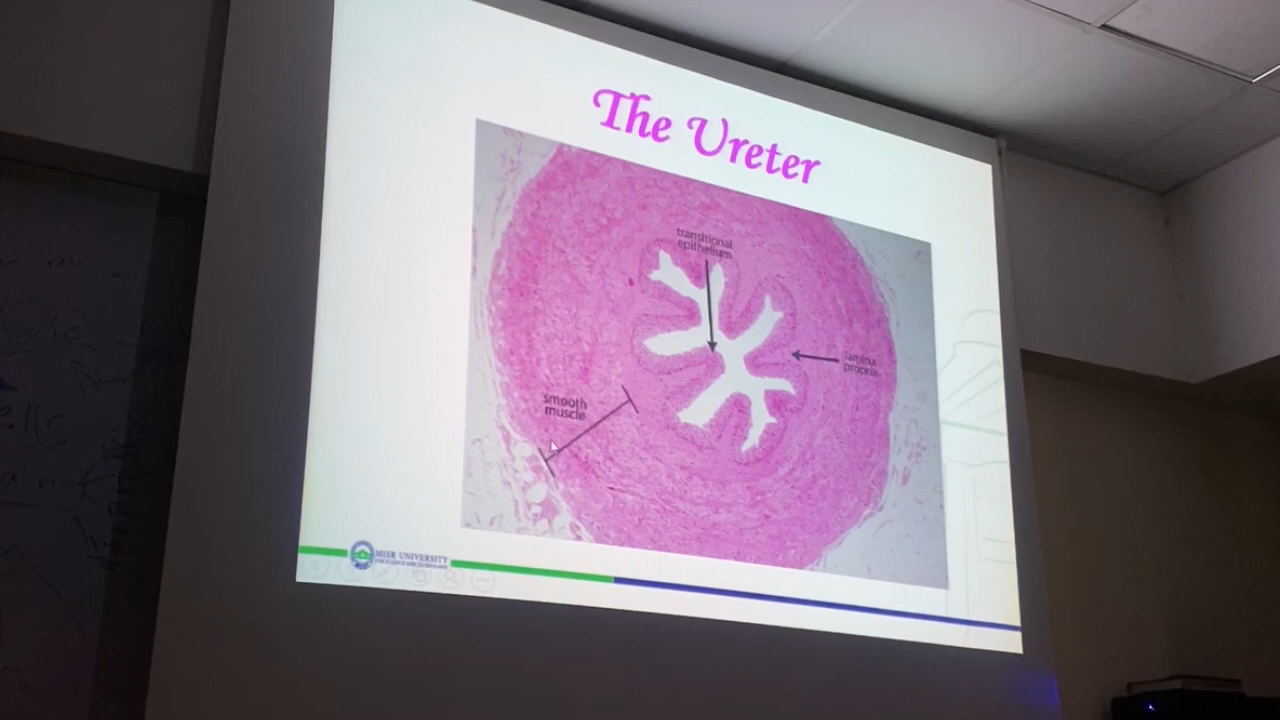 The Ureter
transitional
epithelium
lamina
propria
smooth
muscle
MISR UNIVERSITY